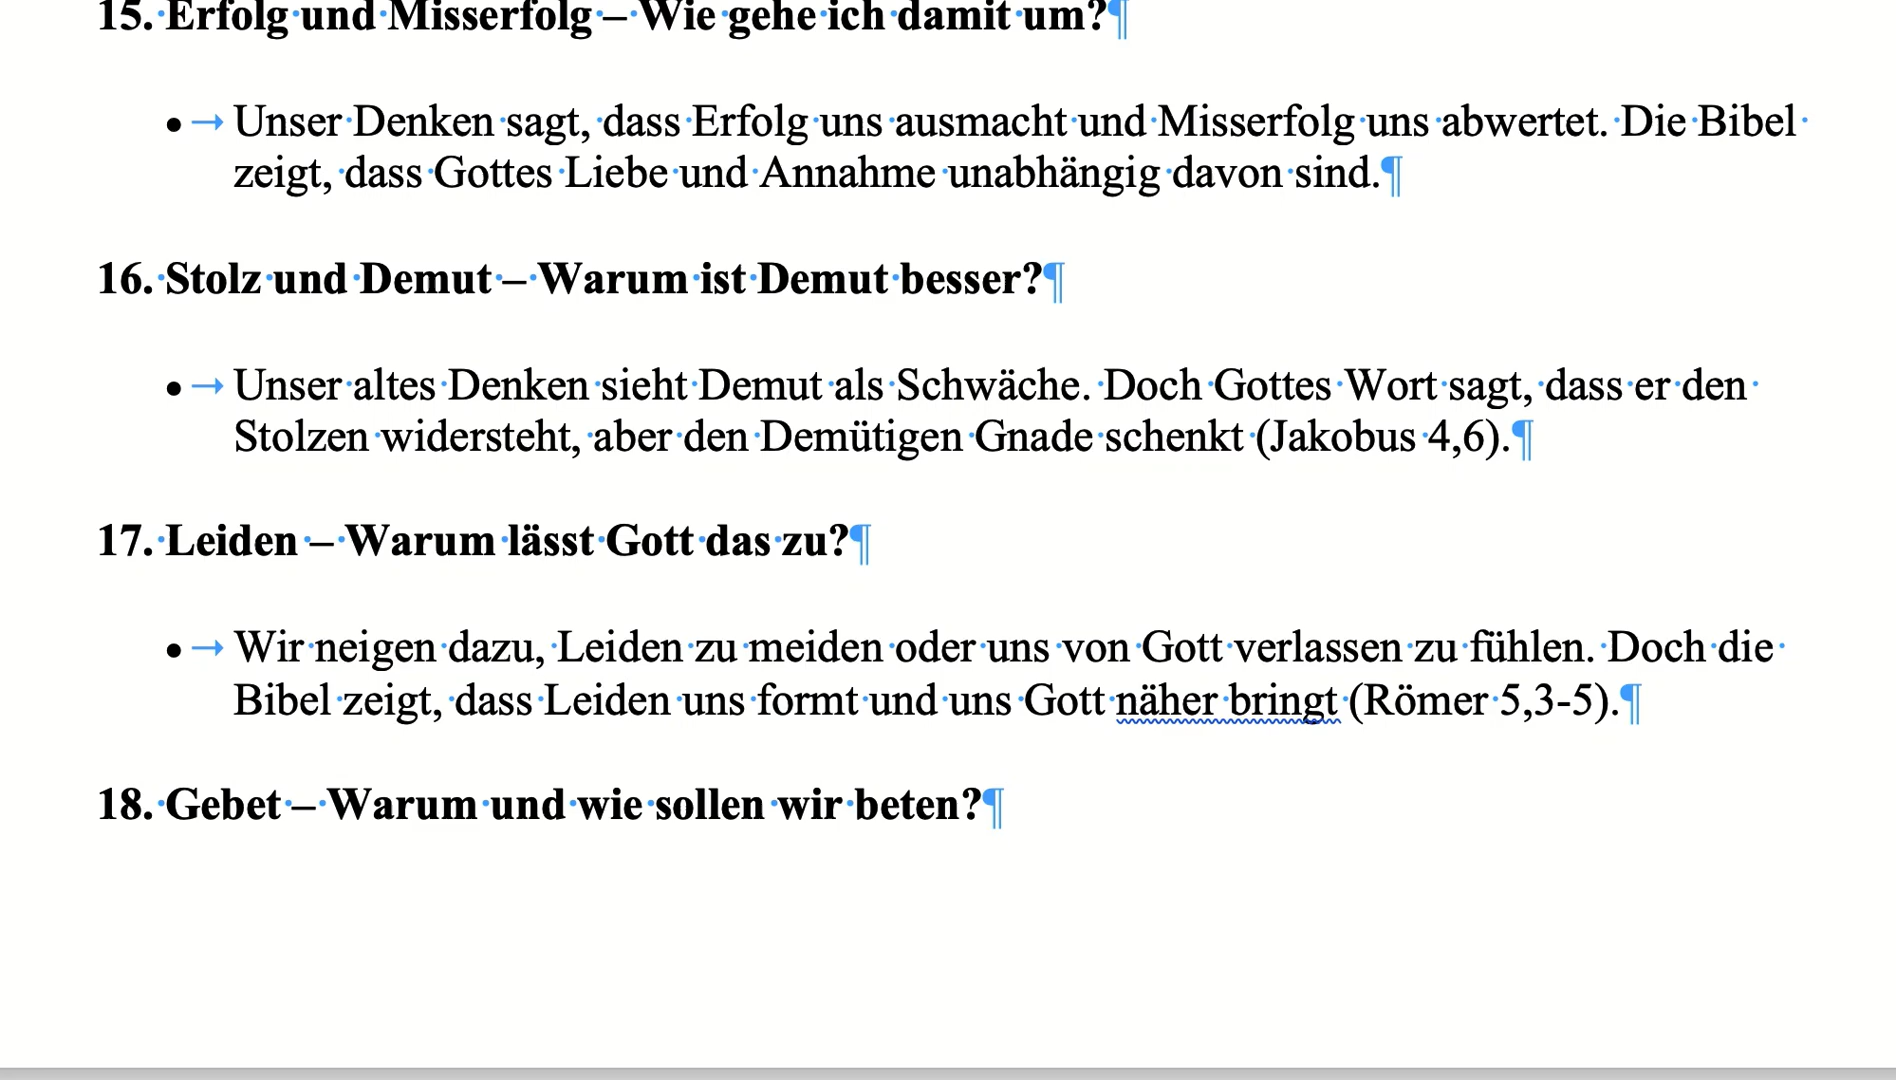 15. Erfolg und Misserfolg – Wie gehe ich damit um?¶
• → Unser Denken sagt, dass Erfolg uns ausmacht und Misserfolg uns abwertet. Die Bibel
zeigt, dass Gottes Liebe und Annahme unabhängig davon sind.¶
16. Stolz und Demut – Warum ist Demut besser?¶
• → Unser altes Denken sieht Demut als Schwäche. Doch Gottes Wort sagt, dass er den
Stolzen widersteht, aber den Demütigen Gnade schenkt (Jakobus 4,6).¶
17. Leiden – Warum lässt Gott das zu?¶
• → Wir neigen dazu, Leiden zu meiden oder uns von Gott verlassen zu fühlen. Doch die
Bibel zeigt, dass Leiden uns formt und uns Gott näher bringt (Römer 5,3-5).¶
18. Gebet – Warum und wie sollen wir beten?¶